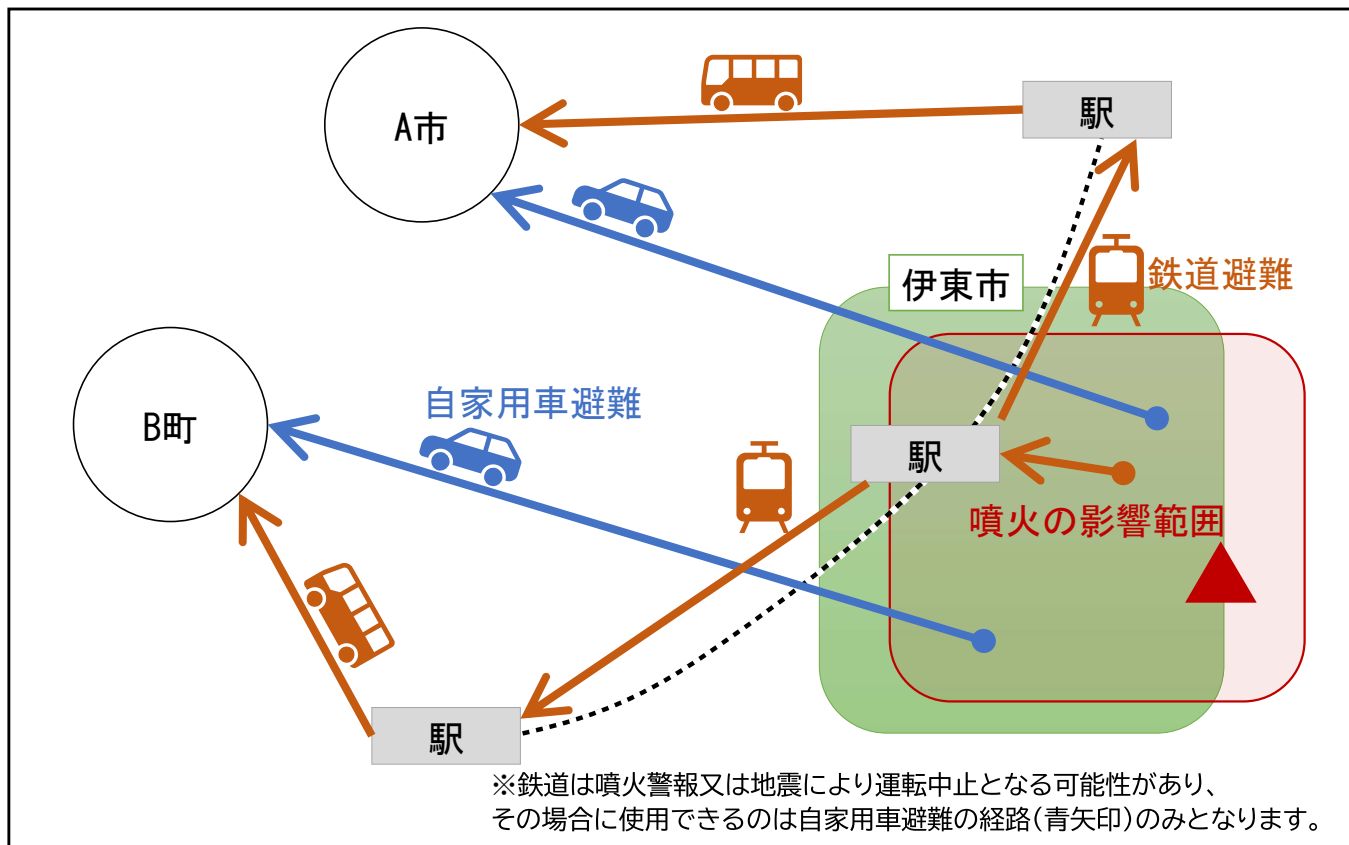 A市
駅
伊東市
鉄道避難
自家用車避難
B町
駅
噴火の影響範囲
駅
※鉄道は噴火警報又は地震により運転中止となる可能性があり、
その場合に使用できるのは自家用車避難の経路(青矢印)のみとなります。